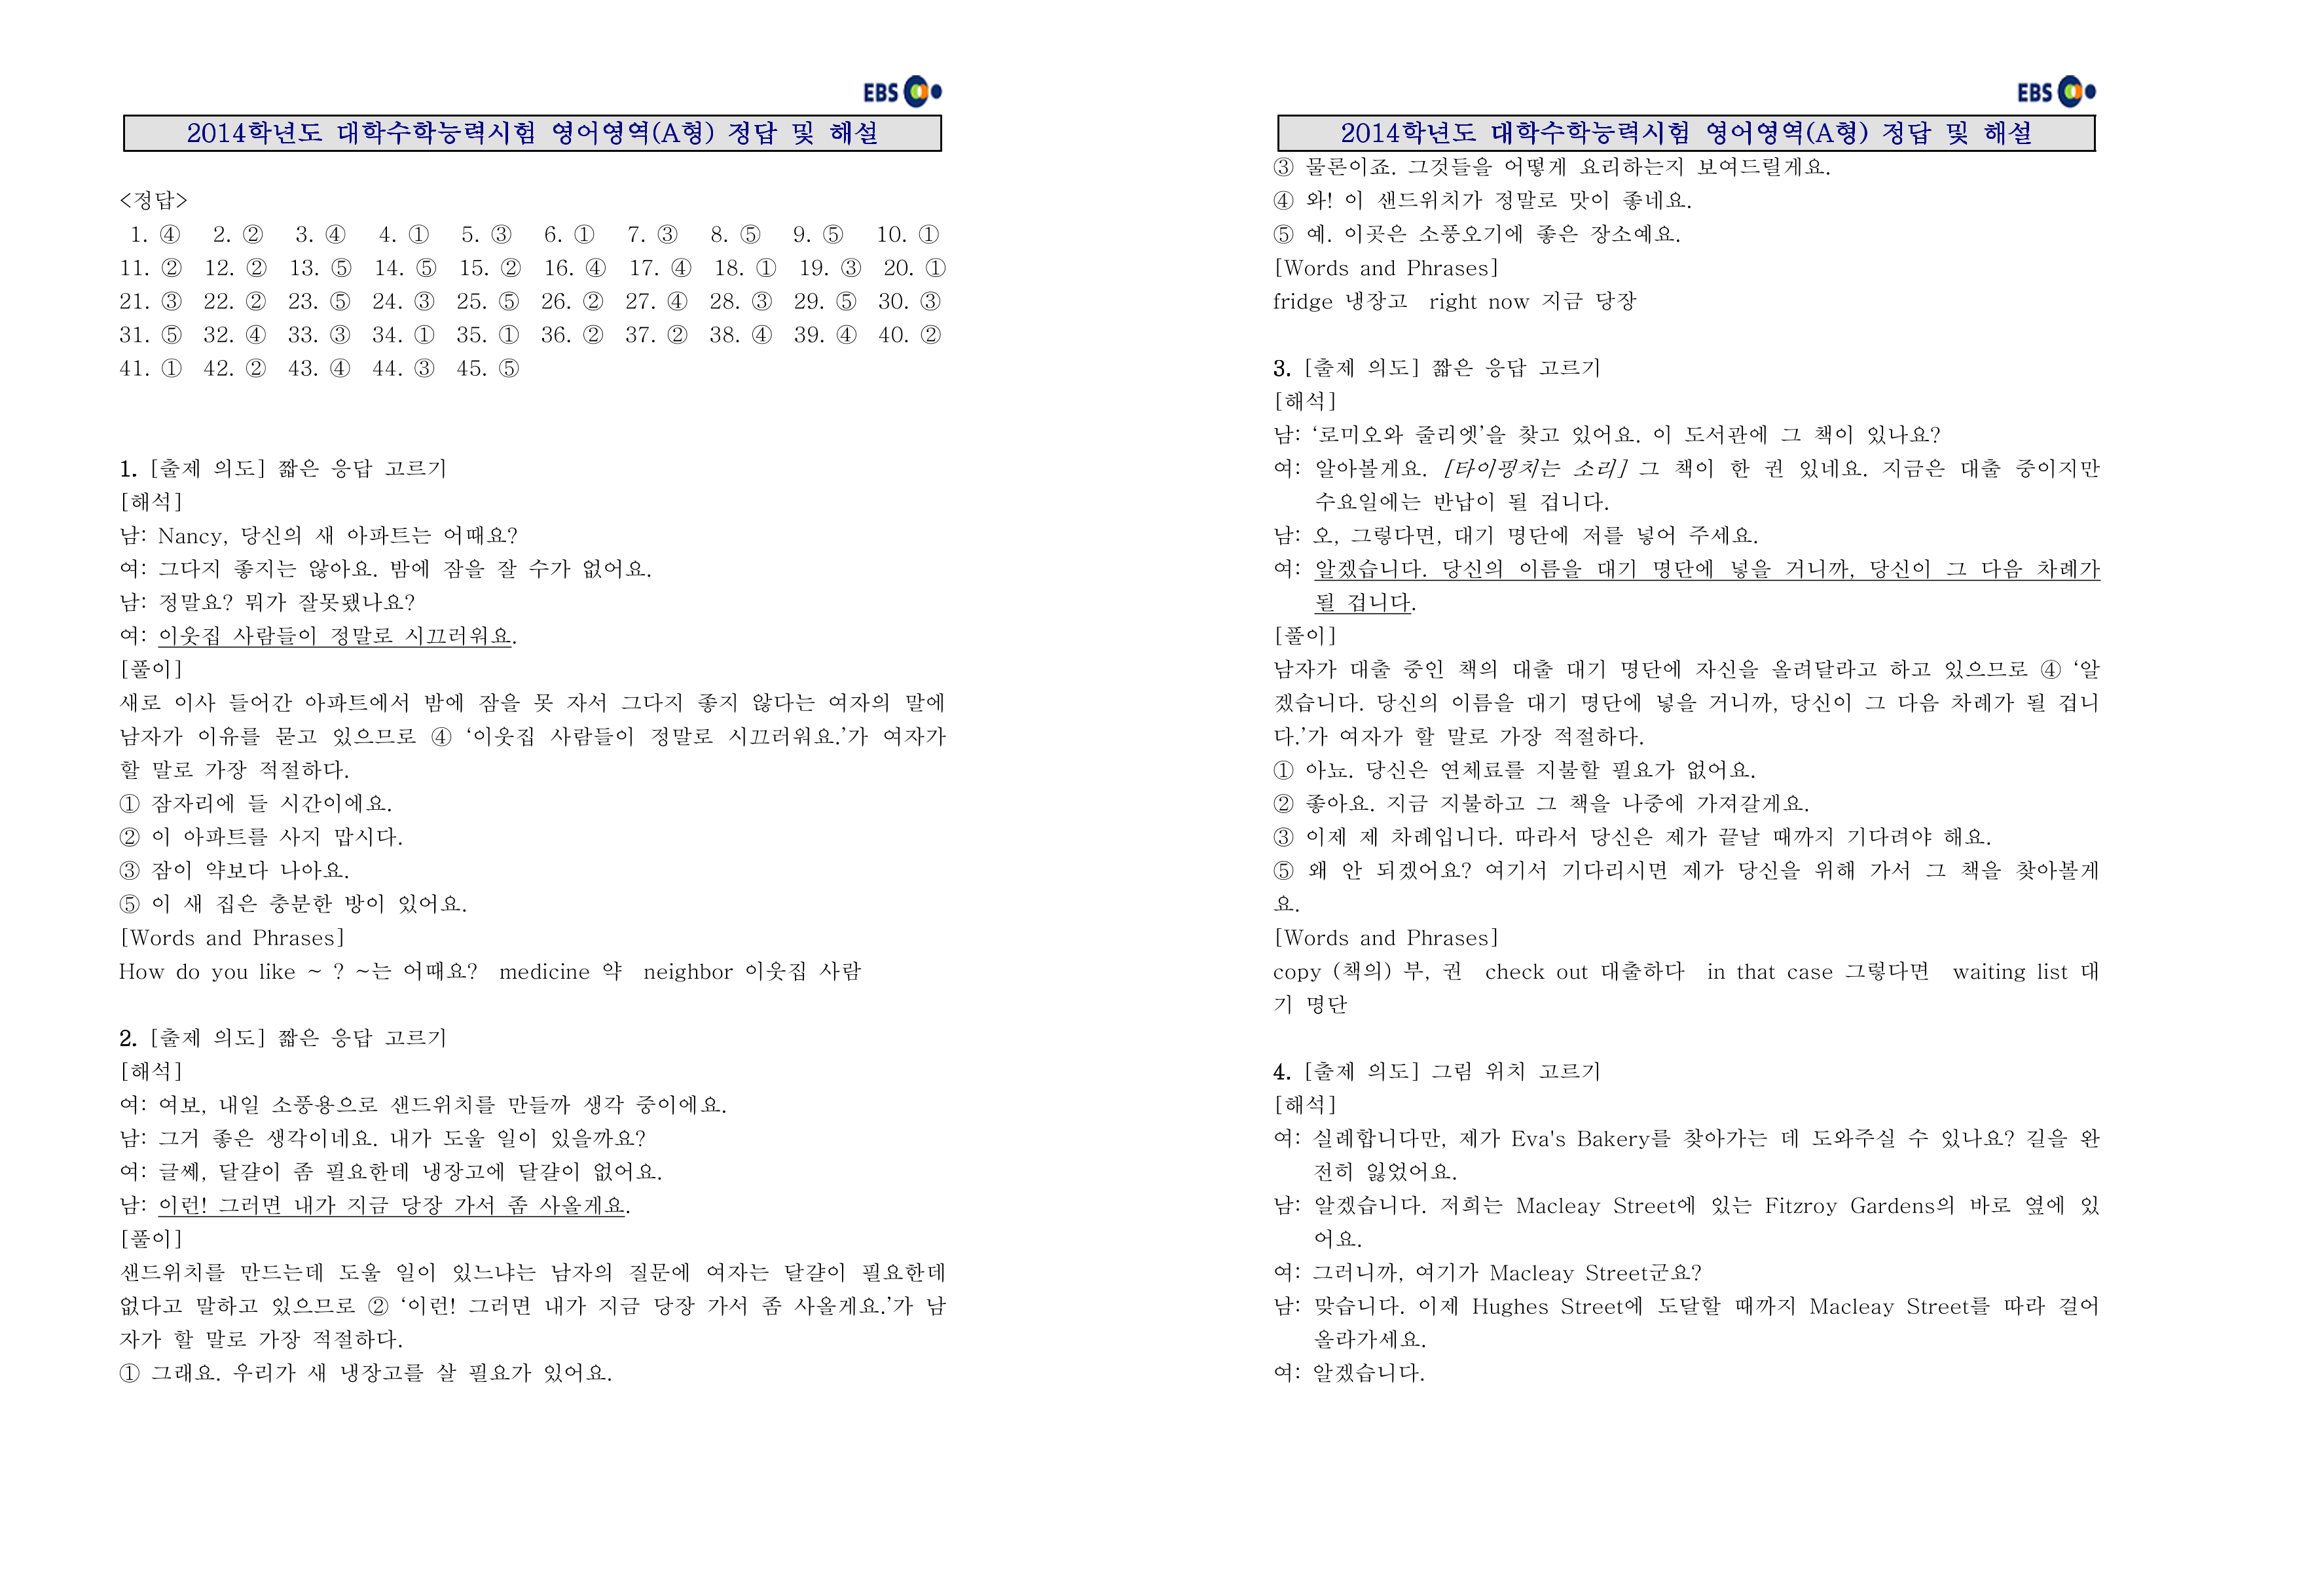 EBS
2014학년도 대학수학능력시험 영어영역(A형) 정답 및 해설
<정답>
1. ④ 2. ② 3. ④ 4. ① 5. ③ 6. ① 7. ③ 8. ⑤ 9. ⑤ 10. ①
11. ② 12. ② 13. ⑤ 14. ⑤ 15. ② 16. ④ 17. ④ 18. ① 19. ③ 20. ①
21. ③ 22. ② 23. ⑤ 24. ③ 25. ⑤ 26. ② 27. ④ 28. ③ 29. ⑤ 30. ③
31. ⑤ 32. ④ 33. ③ 34. ① 35. ① 36. ② 37. ② 38. ④ 39. ④ 40. ②
41. ① 42. ② 43. ④ 44. ③ 45. ⑤
1. [출제 의도] 짧은 응답 고르기
[해석]
남: Nancy, 당신의 새 아파트는 어때요?
여: 그다지 좋지는 않아요. 밤에 잠을 잘 수가 없어요.
남: 정말요? 뭐가 잘못됐나요?
여: 이웃집 사람들이 정말로 시끄러워요.
[풀이]
새로 이사 들어간 아파트에서 밤에 잠을 못 자서 그다지 좋지 않다는 여자의 말에
남자가 이유를 묻고 있으므로 ④ ‘이웃집 사람들이 정말로 시끄러워요.’가 여자가
할 말로 가장 적절하다.
① 잠자리에 들 시간이에요.
② 이 아파트를 사지 맙시다.
③ 잠이 약보다 나아요.
⑤ 이 새 집은 충분한 방이 있어요.
[Words and Phrases]
How do you like ~ ? ~는 어때요? medicine 약 neighbor 이웃집 사람
2. [출제 의도] 짧은 응답 고르기
[해석]
여: 여보, 내일 소풍용으로 샌드위치를 만들까 생각 중이에요.
남: 그거 좋은 생각이네요. 내가 도울 일이 있을까요?
여: 글쎄, 달걀이 좀 필요한데 냉장고에 달걀이 없어요.
남: 이런! 그러면 내가 지금 당장 가서 좀 사올게요.
[풀이]
샌드위치를 만드는데 도울 일이 있느냐는 남자의 질문에 여자는 달걀이 필요한데
없다고 말하고 있으므로 ② ‘이런! 그러면 내가 지금 당장 가서 좀 사올게요.’가 남
자가 할 말로 가장 적절하다.
① 그래요. 우리가 새 냉장고를 살 필요가 있어요.
EBS
2014학년도 대학수학능력시험 영어영역(A형) 정답 및 해설
③ 물론이죠. 그것들을 어떻게 요리하는지 보여드릴게요.
④ 와! 이 샌드위치가 정말로 맛이 좋네요.
⑤ 예. 이곳은 소풍오기에 좋은 장소예요.
[Words and Phrases]
fridge 냉장고 right now 지금 당장
3. [출제 의도] 짧은 응답 고르기
[해석]
남: ‘로미오와 줄리엣’을 찾고 있어요. 이 도서관에 그 책이 있나요?
여: 알아볼게요. [타이핑치는 소리] 그 책이 한 권 있네요. 지금은 대출 중이지만
수요일에는 반납이 될 겁니다.
남: 오, 그렇다면, 대기 명단에 저를 넣어 주세요.
여: 알겠습니다. 당신의 이름을 대기 명단에 넣을 거니까, 당신이 그 다음 차례가
될 겁니다.
[풀이]
남자가 대출 중인 책의 대출 대기 명단에 자신을 올려달라고 하고 있으므로 ④ ‘알
겠습니다. 당신의 이름을 대기 명단에 넣을 거니까, 당신이 그 다음 차례가 될 겁니
다.’가 여자가 할 말로 가장 적절하다.
① 아뇨. 당신은 연체료를 지불할 필요가 없어요.
② 좋아요. 지금 지불하고 그 책을 나중에 가져갈게요.
③ 이제 제 차례입니다. 따라서 당신은 제가 끝날 때까지 기다려야 해요.
⑤ 왜 안 되겠어요? 여기서 기다리시면 제가 당신을 위해 가서 그 책을 찾아볼게
요.
[Words and Phrases]
copy (책의) 부, 권 check out 대출하다 in that case 그렇다면 waiting list 대
기 명단
4. [출제 의도] 그림 위치 고르기
[해석]
여: 실례합니다만, 제가 Eva's Bakery를 찾아가는 데 도와주실 수 있나요? 길을 완
전히 잃었어요.
남: 알겠습니다. 저희는 Macleay Street에 있는 Fitzroy Gardens의 바로 옆에 있
어요.
여: 그러니까, 여기가 Macleay Street군요?
남: 맞습니다. 이제 Hughes Street에 도달할 때까지 Macleay Street를 따라 걸어
올라가세요.
여: 알겠습니다.